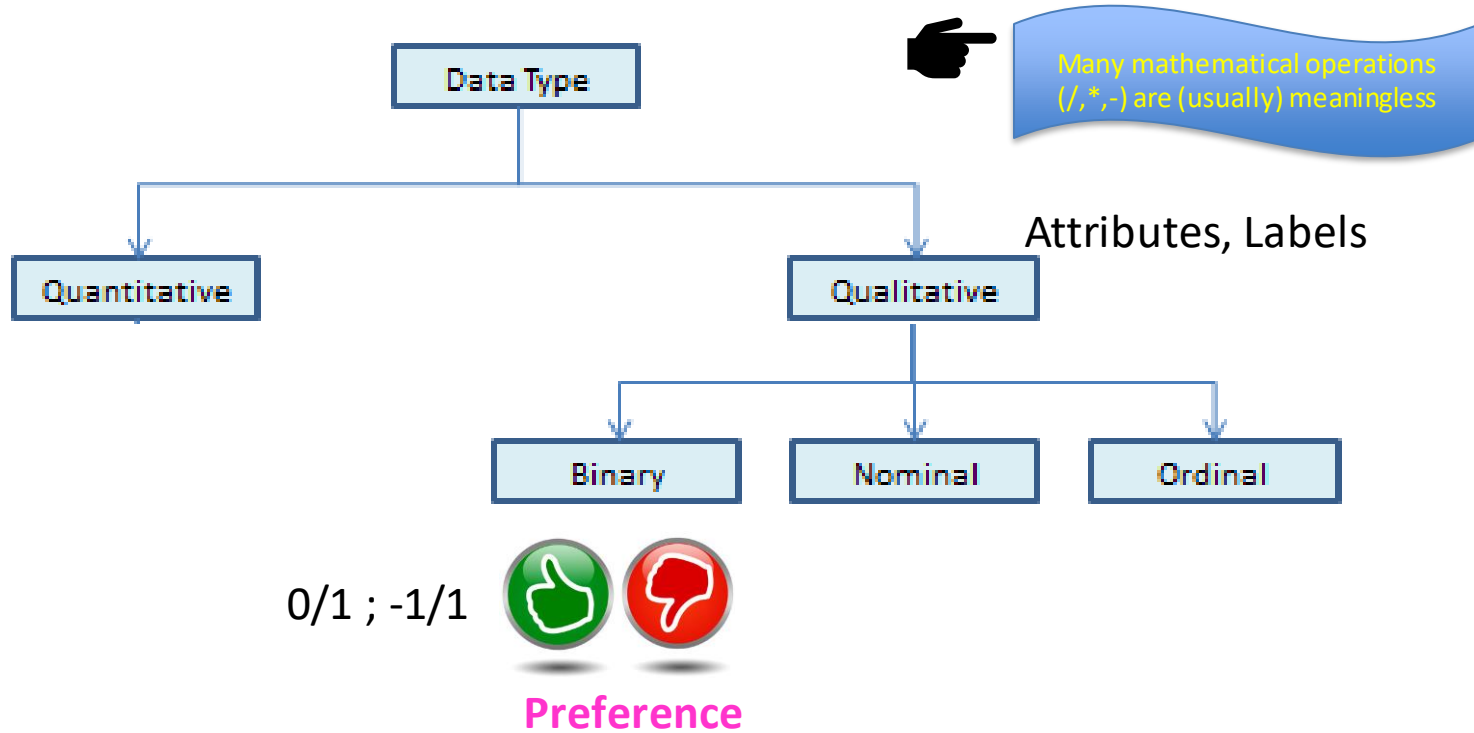 Data Type
Many mathematical operations
(/,*,-) are (usually) meaningless
Attributes, Labels
Quantitative
Qualitative
Binary
Nominal
Ordinal
0/1 ; -1/1
Preference